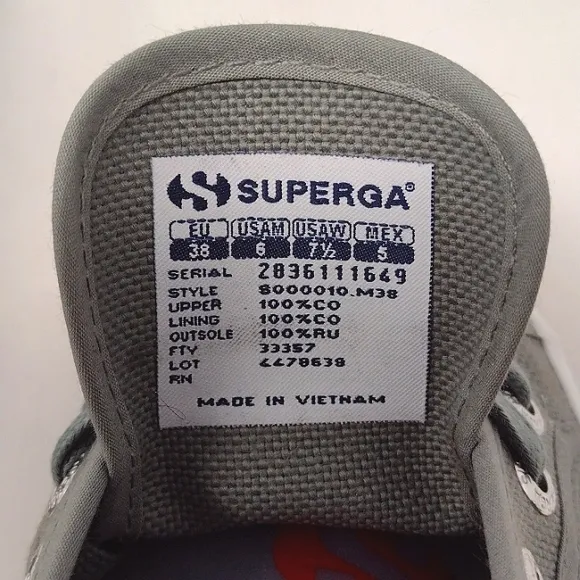 SUPERGA®
EU USAM USAW MEX
38 6 7½ 5
SERIAL 2836111649
STYLE S000010.M38
UPPER 100%CO
LINING 100%CO
OUTSOLE 100%RU
FTY 33357
LOT 4478638
RN
MADE IN VIETNAM